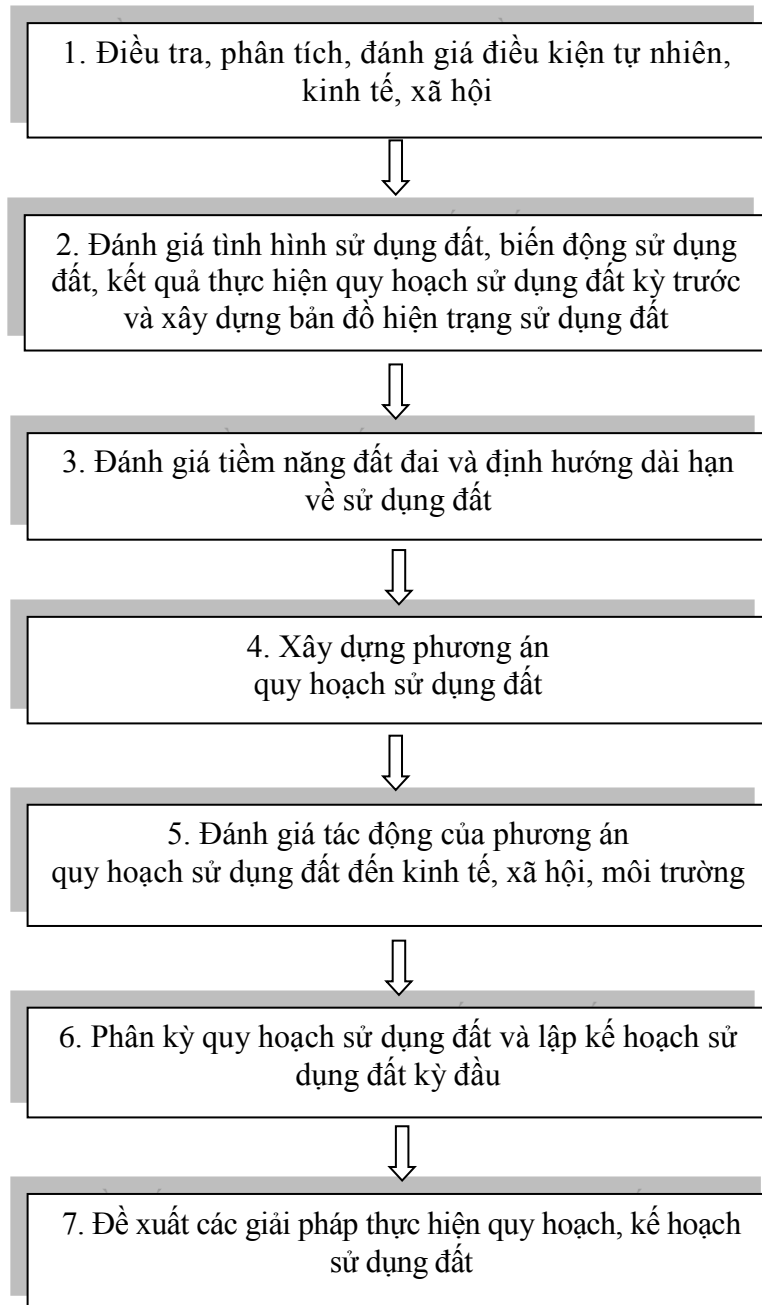 1. Điều tra, phân tích, đánh giá điều kiện tự nhiên,
kinh tế, xã hội
2. Đánh giá tình hình sử dụng đất, biến động sử dụng
đất, kết quả thực hiện quy hoạch sử dụng đất kỳ trước
và xây dựng bản đồ hiện trạng sử dụng đất
3. Đánh giá tiềm năng đất đai và định hướng dài hạn
về sử dụng đất
4. Xây dựng phương án
quy hoạch sử dụng đất
5. Đánh giá tác động của phương án
quy hoạch sử dụng đất đến kinh tế, xã hội, môi trường
6. Phân kỳ quy hoạch sử dụng đất và lập kế hoạch sử
dụng đất kỳ đầu
7. Đề xuất các giải pháp thực hiện quy hoạch, kế hoạch
sử dụng đất